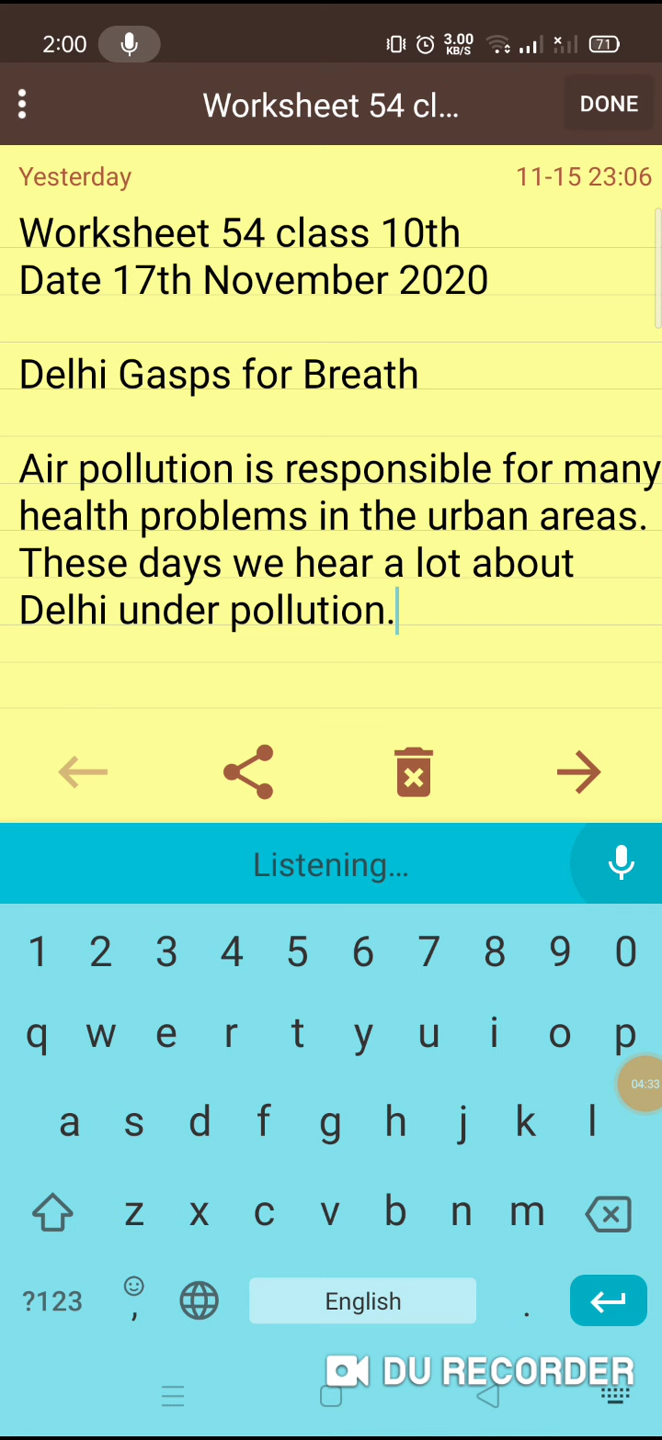 2:00 3.00 KB/S 71
Worksheet 54 cl... DONE
Yesterday 11-15 23:06
Worksheet 54 class 10th
Date 17th November 2020
Delhi Gasps for Breath
Air pollution is responsible for many
health problems in the urban areas.
These days we hear a lot about
Delhi under pollution.
Listening...
1 2 3 4 5 6 7 8 9 0
q w e r t y u i o p
04:33
a s d f g h j k l
z x c v b n m
?123 , English .
DU RECORDER